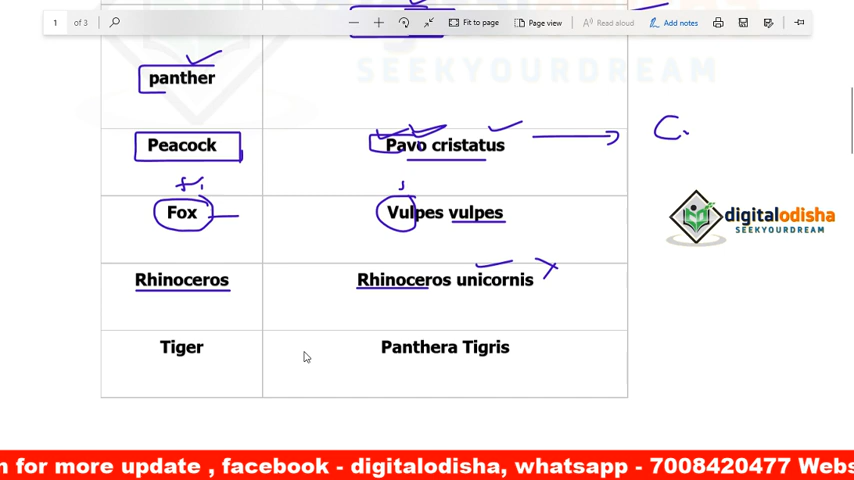 1 of 3 Fit to page Page view Read aloud Add notes
SEEKYOURDREAM
panther
Peacock Pavo cristatus C.
Fox Vulpes vulpes
digitalodisha
SEEKYOURDREAM
Rhinoceros Rhinoceros unicornis
Tiger Panthera Tigris
n for more update , facebook - digitalodisha, whatsapp - 7008420477 Webs